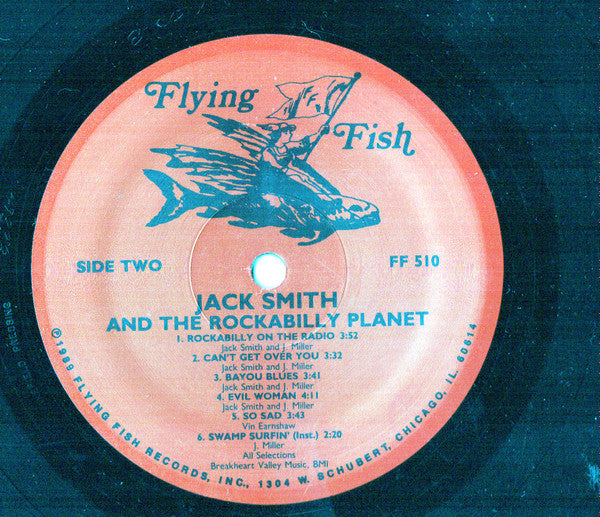 Flying
Fish
SIDE TWO
FF 510
JACK SMITH
AND THE ROCKABILLY PLANET
1. ROCKABILLY ON THE RADIO 3:52
Jack Smith and J. Miller
2. CAN'T GET OVER YOU 3:32
Jack Smith and J. Miller
3. BAYOU BLUES 3:41
Jack Smith and J. Miller
4. EVIL WOMAN 4:11
Jack Smith and J. Miller
5. SO SAD 3:43
Vin Earnshaw
6. SWAMP SURFIN' (Inst.) 2:20
J. Miller
All Selections
Breakheart Valley Music, BMI
©1989 FLYING FISH RECORDS, INC., 1304 W. SCHUBERT, CHICAGO, IL. 60614